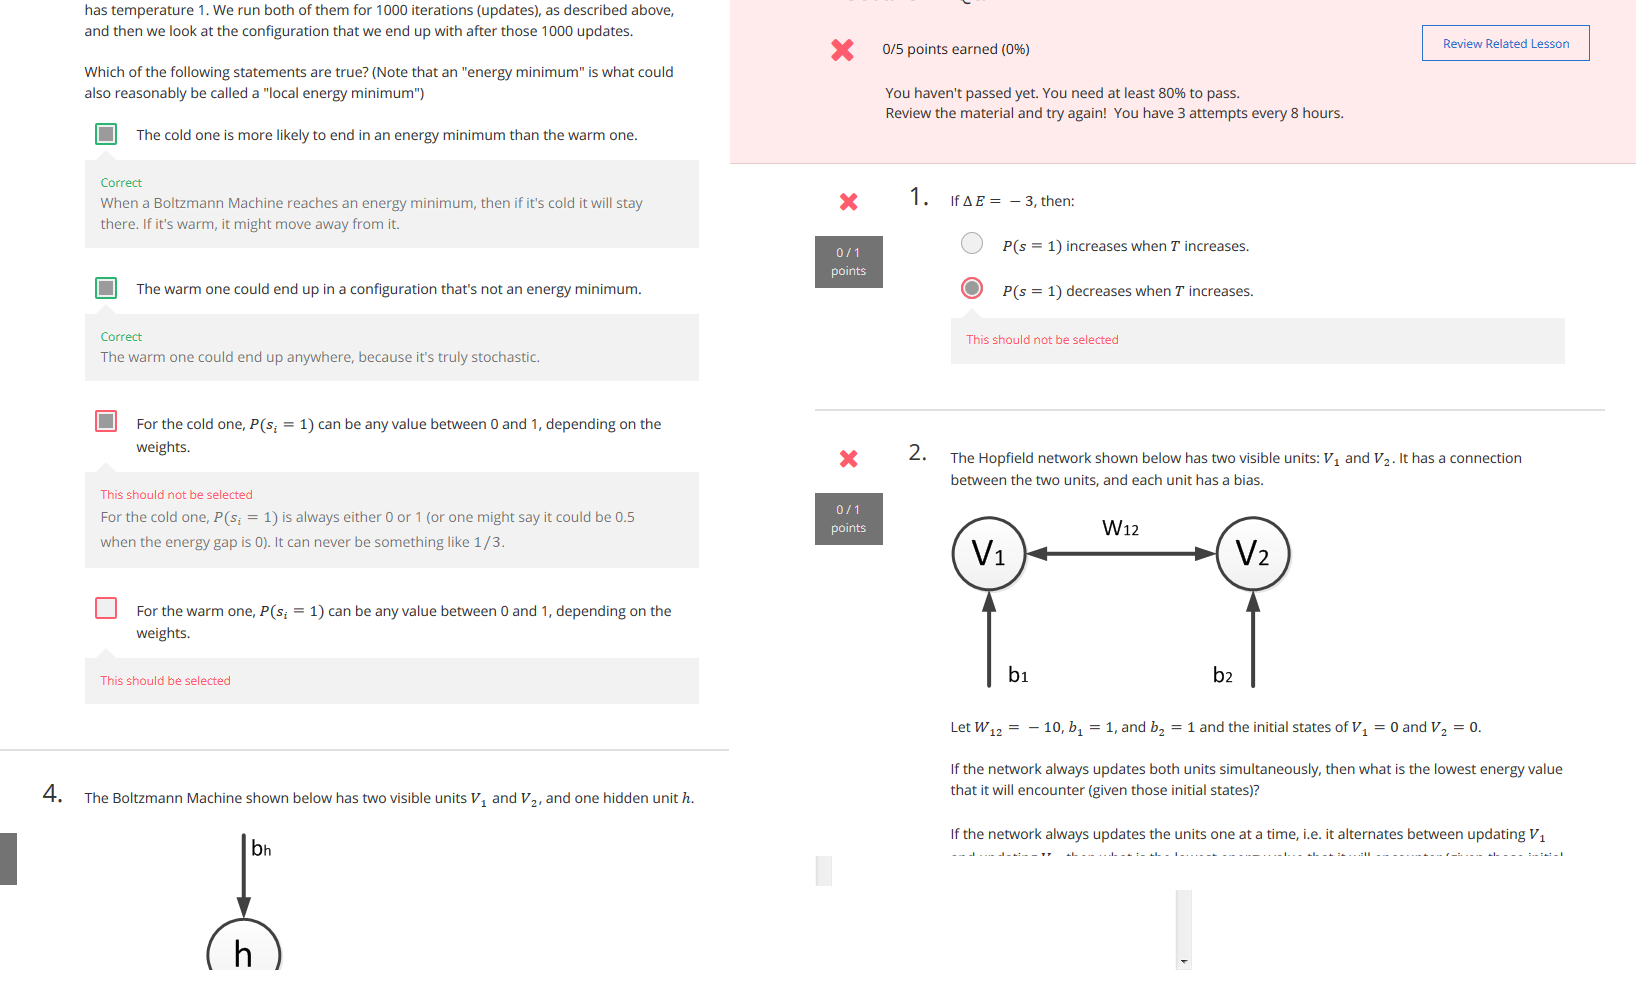 has temperature 1. We run both of them for 1000 iterations (updates), as described above,
and then we look at the configuration that we end up with after those 1000 updates.
Which of the following statements are true? (Note that an "energy minimum" is what could
also reasonably be called a "local energy minimum")
The cold one is more likely to end in an energy minimum than the warm one.
Correct
When a Boltzmann Machine reaches an energy minimum, then if it's cold it will stay
there. If it's warm, it might move away from it.
The warm one could end up in a configuration that's not an energy minimum.
Correct
The warm one could end up anywhere, because it's truly stochastic.
For the cold one, P(sᵢ = 1) can be any value between 0 and 1, depending on the
weights.
This should not be selected
For the cold one, P(sᵢ = 1) is always either 0 or 1 (or one might say it could be 0.5
when the energy gap is 0). It can never be something like 1/3.
For the warm one, P(sᵢ = 1) can be any value between 0 and 1, depending on the
weights.
This should be selected
4. The Boltzmann Machine shown below has two visible units V₁ and V₂, and one hidden unit h.
bh
h
0/5 points earned (0%)
Review Related Lesson
You haven't passed yet. You need at least 80% to pass.
Review the material and try again! You have 3 attempts every 8 hours.
1. If Δ E = − 3, then:
0 / 1
points
P(s = 1) increases when T increases.
P(s = 1) decreases when T increases.
This should not be selected
2. The Hopfield network shown below has two visible units: V₁ and V₂. It has a connection
between the two units, and each unit has a bias.
0 / 1
points
W₁₂
V₁
V₂
b₁
b₂
Let W₁₂ = − 10, b₁ = 1, and b₂ = 1 and the initial states of V₁ = 0 and V₂ = 0.
If the network always updates both units simultaneously, then what is the lowest energy value
that it will encounter (given those initial states)?
If the network always updates the units one at a time, i.e. it alternates between updating V₁